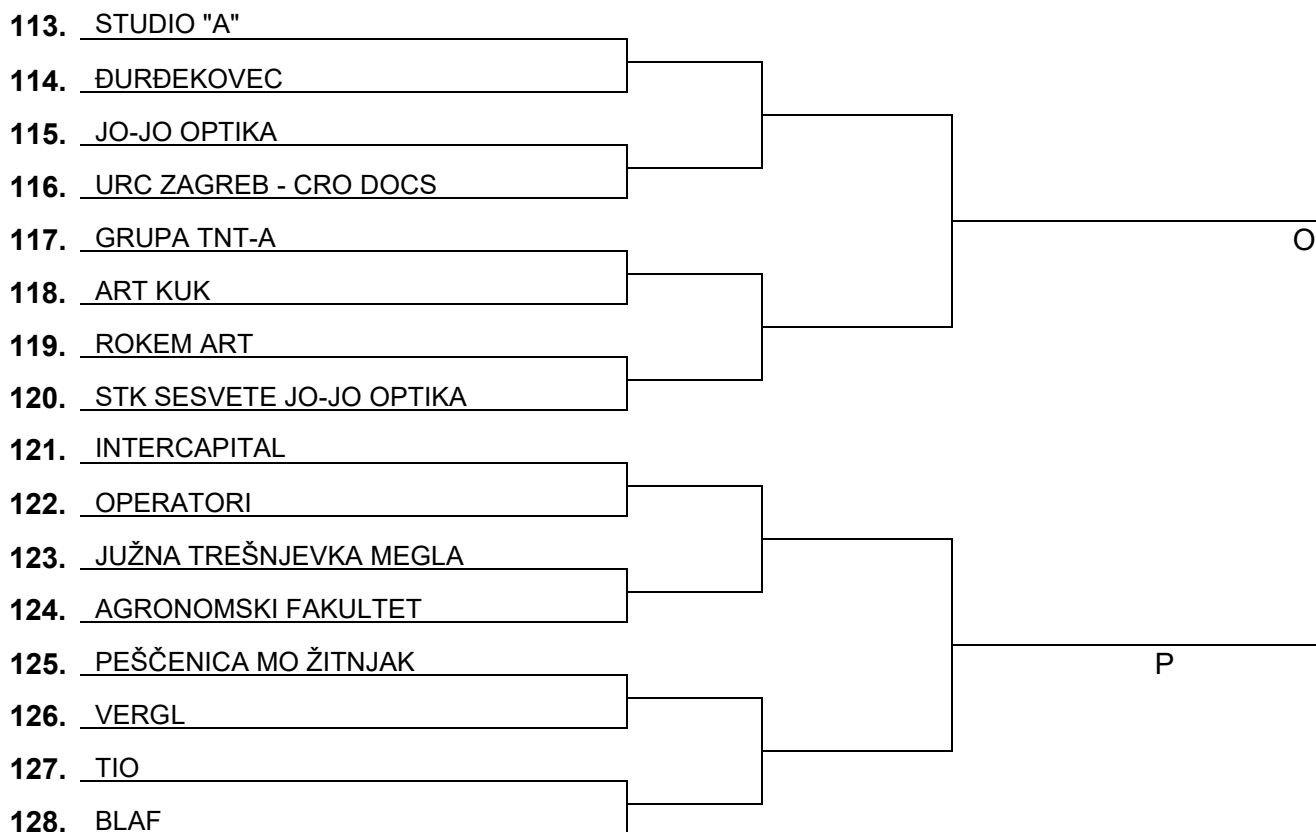 113. STUDIO "A"
114. ĐURĐEKOVEC
115. JO-JO OPTIKA
116. URC ZAGREB - CRO DOCS
117. GRUPA TNT-A
O
118. ART KUK
119. ROKEM ART
120. STK SESVETE JO-JO OPTIKA
121. INTERCAPITAL
122. OPERATORI
123. JUŽNA TREŠNJEVKA MEGLA
124. AGRONOMSKI FAKULTET
125. PEŠČENICA MO ŽITNJAK
P
126. VERGL
127. TIO
128. BLAF